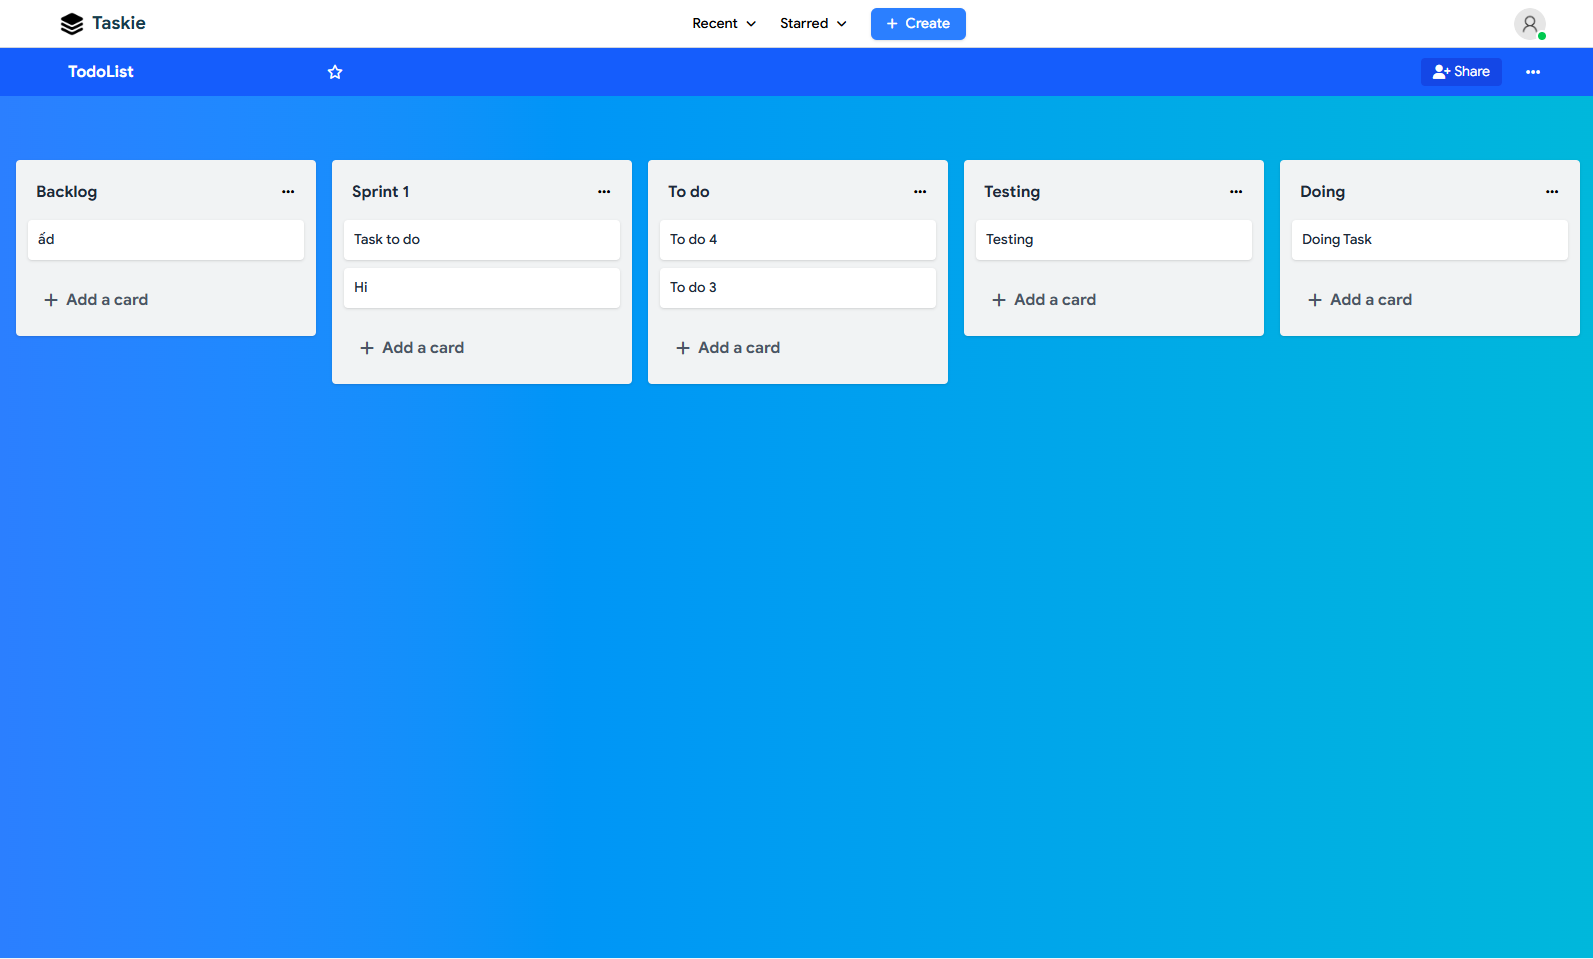 Taskie
Recent
Starred
+ Create
TodoList
Share
Backlog
ấd
+ Add a card
Sprint 1
Task to do
Hi
+ Add a card
To do
To do 4
To do 3
+ Add a card
Testing
Testing
+ Add a card
Doing
Doing Task
+ Add a card